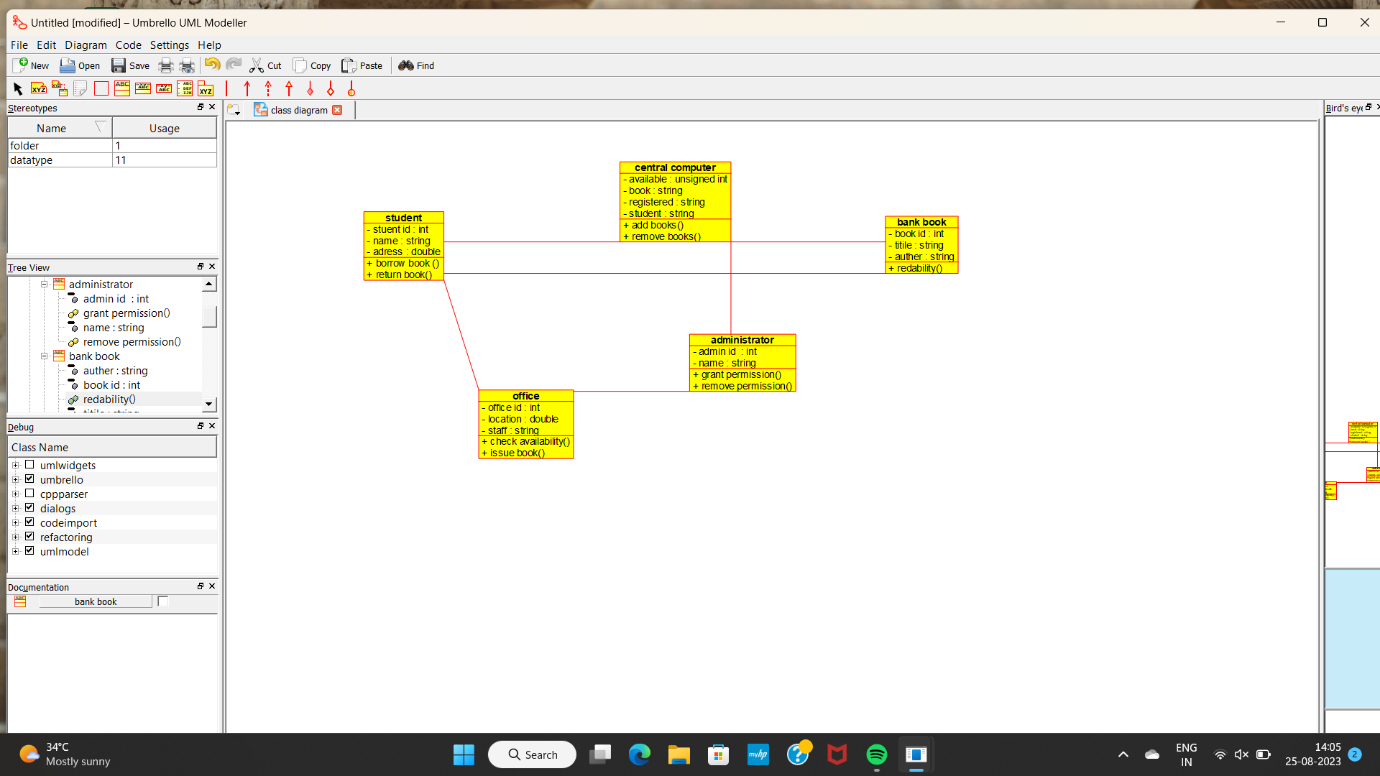 Untitled [modified] – Umbrello UML Modeller
File Edit Diagram Code Settings Help
New Open Save Cut Copy Paste Find
Stereotypes
Name Usage
folder 1
datatype 11
Tree View
administrator
admin id : int
grant permission()
name : string
remove permission()
bank book
auther : string
book id : int
redability()
titile : string
Debug
Class Name
umlwidgets
umbrello
cppparser
dialogs
codeimport
refactoring
umlmodel
Documentation
bank book
class diagram
Bird's eye
central computer
- available : unsigned int
- book : string
- registered : string
- student : string
+ add books()
+ remove books()
student
- stuent id : int
- name : string
- adress : double
+ borrow book ()
+ return book()
bank book
- book id : int
- titile : string
- auther : string
+ redability()
administrator
- admin id  : int
- name : string
+ grant permission()
+ remove permission()
office
- office id : int
- location : double
- staff : string
+ check availability()
+ issue book()
34°C
Mostly sunny
Search
ENG
IN
14:05
25-08-2023
2